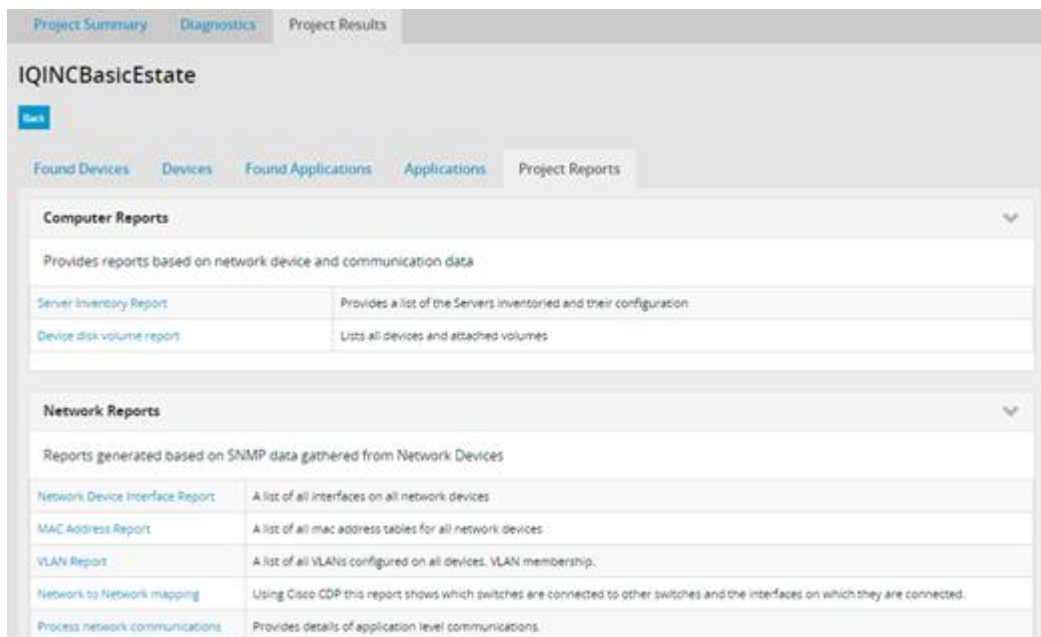 Project Summary Diagnostics Project Results
IQINCBasicEstate
Back
Found Devices Devices Found Applications Applications Project Reports
Computer Reports
Provides reports based on network device and communication data
Server Inventory Report Provides a list of the Servers inventoried and their configuration
Device disk volume report Lists all devices and attached volumes
Network Reports
Reports generated based on SNMP data gathered from Network Devices
Network Device Interface Report A list of all interfaces on all network devices
MAC Address Report A list of all mac address tables for all network devices
VLAN Report A list of all VLANs configured on all devices. VLAN membership.
Network to Network mapping Using Cisco CDP this report shows which switches are connected to other switches and the interfaces on which they are connected.
Process network communications Provides details of application level communications.